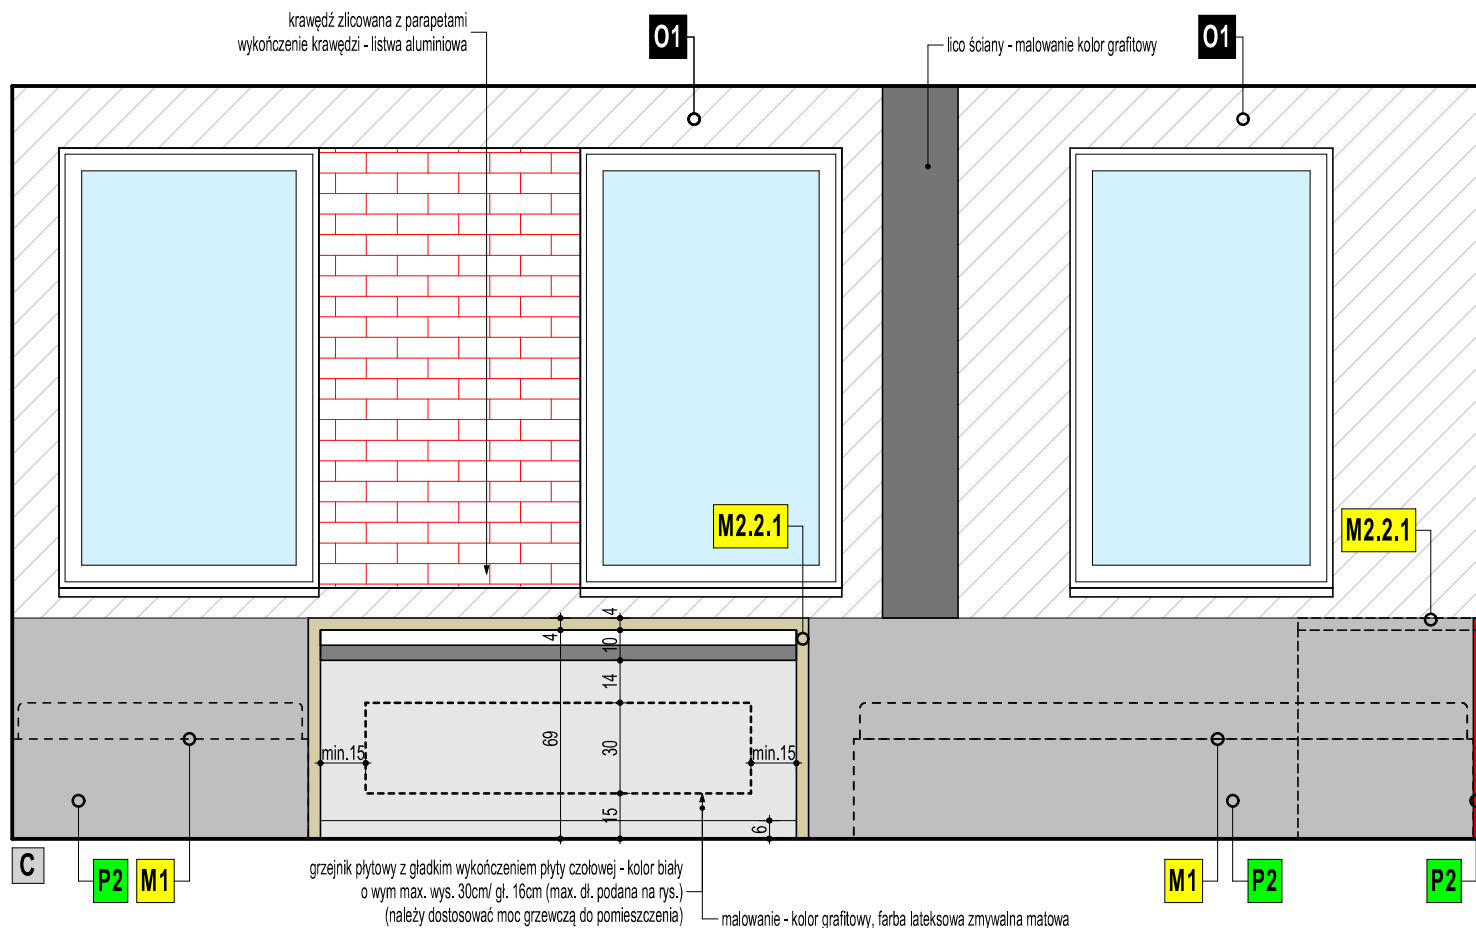 krawędź zlicowana z parapetami
wykończenie krawędzi - listwa aluminiowa
01
lico ściany - malowanie kolor grafitowy
01
M2.2.1
M2.2.1
4
4
10
14
69
30
min.15
min.15
15
6
C
P2
M1
M1
P2
P2
grzejnik płytowy z gładkim wykończeniem płyty czołowej - kolor biały
o wym max. wys. 30cm/ gł. 16cm (max. dł. podana na rys.)
(należy dostosować moc grzewczą do pomieszczenia)
malowanie - kolor grafitowy, farba lateksowa zmywalna matowa